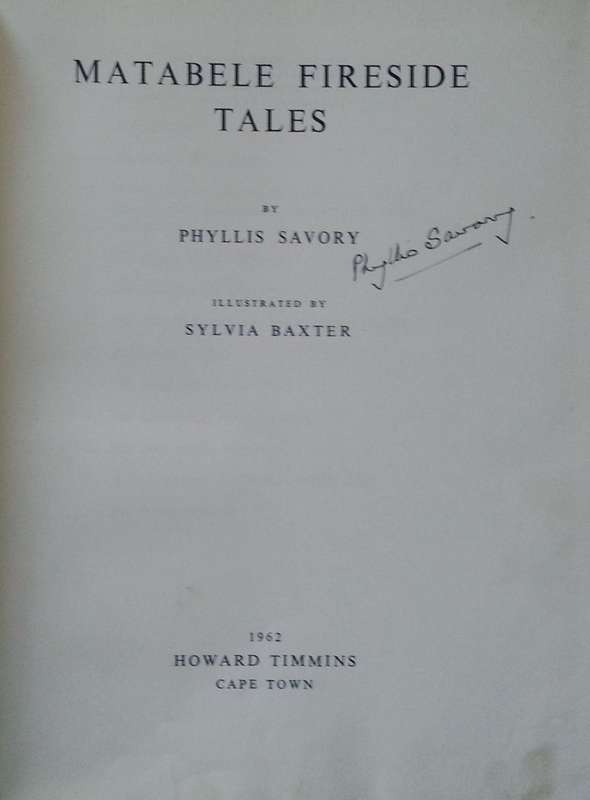 MATABELE FIRESIDE
TALES
BY
PHYLLIS SAVORY
Phyllis Savory.
ILLUSTRATED BY
SYLVIA BAXTER
1962
HOWARD TIMMINS
CAPE TOWN